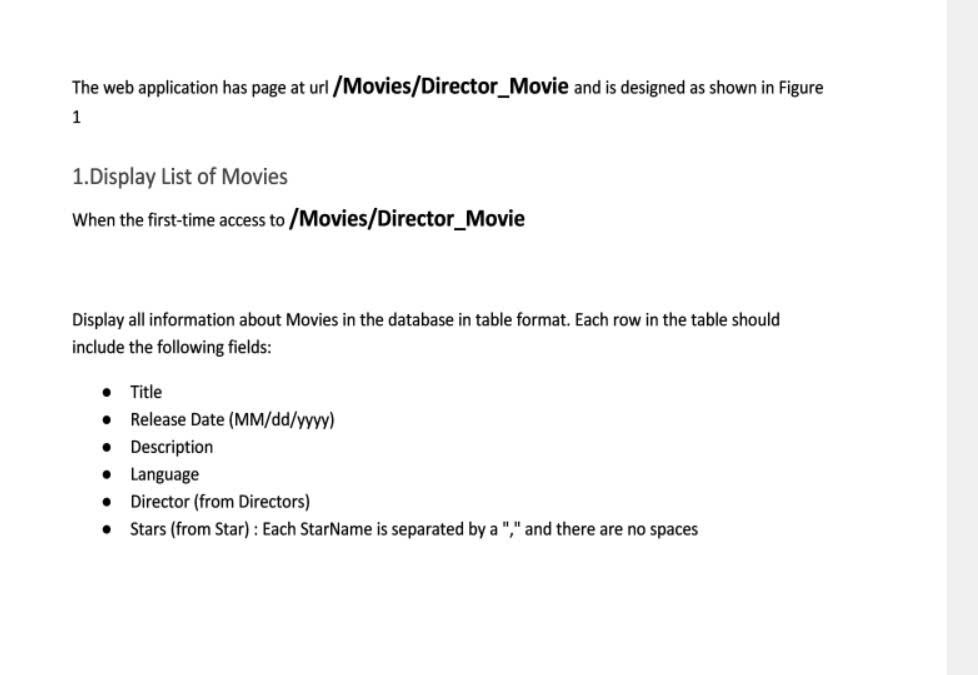 The web application has page at url /Movies/Director_Movie and is designed as shown in Figure
1
1.Display List of Movies
When the first-time access to /Movies/Director_Movie
Display all information about Movies in the database in table format. Each row in the table should
include the following fields:
● Title
● Release Date (MM/dd/yyyy)
● Description
● Language
● Director (from Directors)
● Stars (from Star) : Each StarName is separated by a "," and there are no spaces